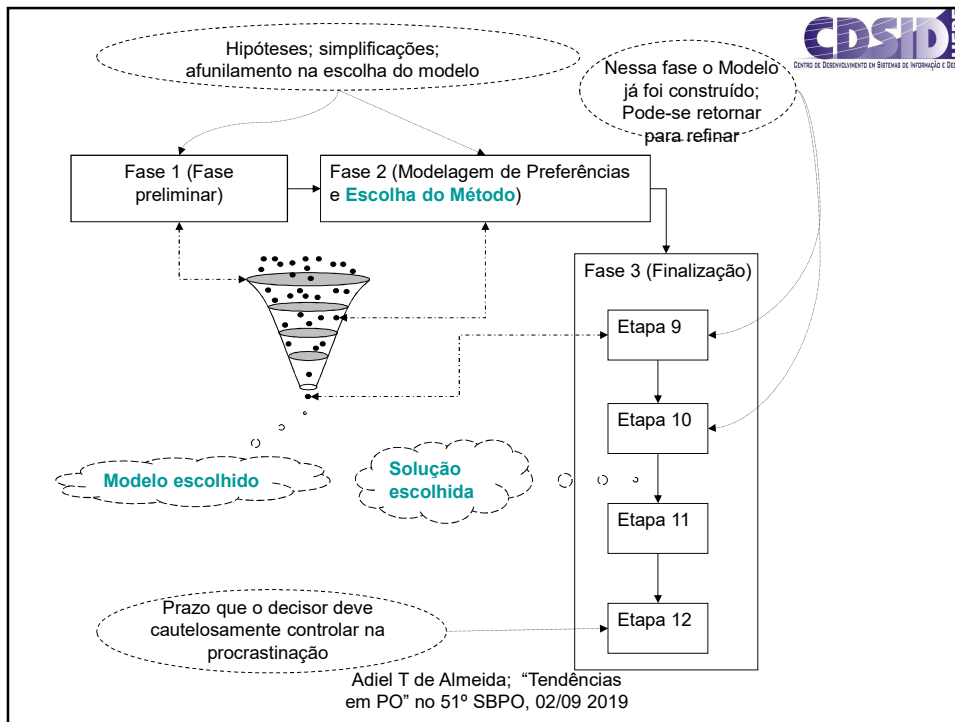 Hipóteses; simplificações;
afunilamento na escolha do modelo
CDSID
UFPE
Nessa fase o Modelo
já foi construído;
Pode-se retornar
para refinar
Fase 1 (Fase
preliminar)
Fase 2 (Modelagem de Preferências
e Escolha do Método)
Fase 3 (Finalização)
Etapa 9
Etapa 10
Modelo escolhido
Solução
escolhida
Etapa 11
Etapa 12
Prazo que o decisor deve
cautelosamente controlar na
procrastinação
Adiel T de Almeida; “Tendências
em PO” no 51º SBPO, 02/09 2019
CENTRO DE DESENVOLVIMENTO EM SISTEMAS DE INFORMAÇÃO E